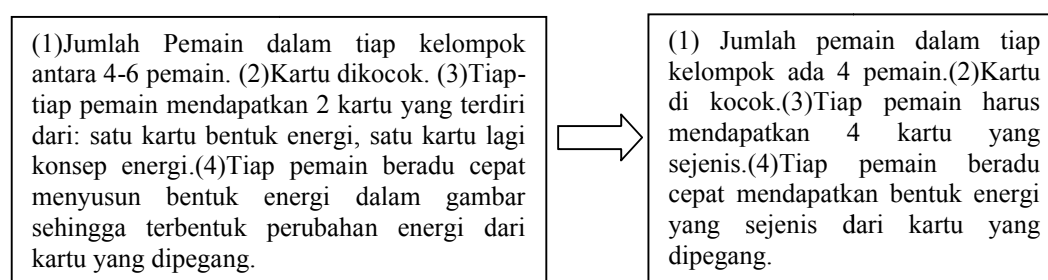 (1)Jumlah Pemain dalam tiap kelompok
antara 4-6 pemain. (2)Kartu dikocok. (3)Tiap-
tiap pemain mendapatkan 2 kartu yang terdiri
dari: satu kartu bentuk energi, satu kartu lagi
konsep energi.(4)Tiap pemain beradu cepat
menyusun bentuk energi dalam gambar
sehingga terbentuk perubahan energi dari
kartu yang dipegang.
(1) Jumlah pemain dalam tiap
kelompok ada 4 pemain.(2)Kartu
di kocok.(3)Tiap pemain harus
mendapatkan 4 kartu yang
sejenis.(4)Tiap pemain beradu
cepat mendapatkan bentuk energi
yang sejenis dari kartu yang
dipegang.